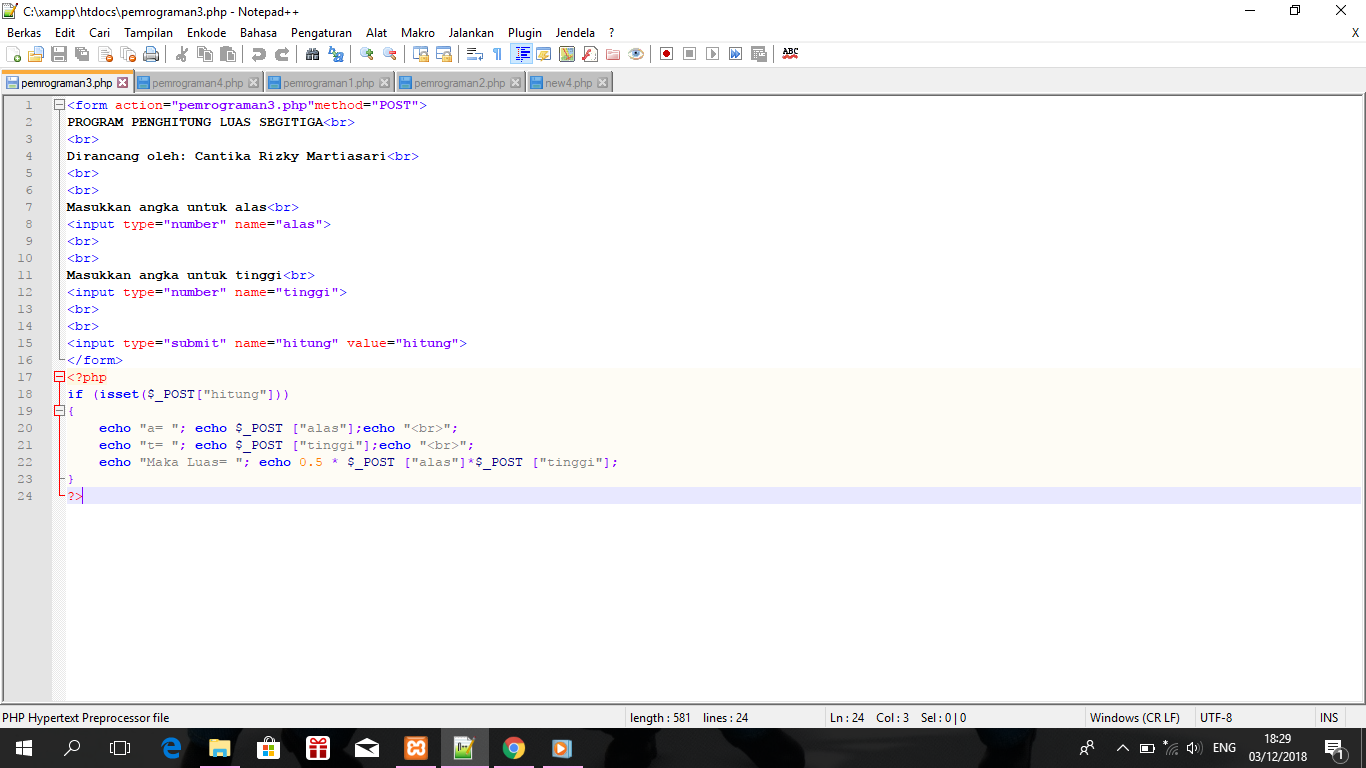 C:\xampp\htdocs\pemrograman3.php - Notepad++
Berkas Edit Cari Tampilan Enkode Bahasa Pengaturan Alat Makro Jalankan Plugin Jendela ? X
ABC
pemrograman3.php pemrograman4.php pemrograman1.php pemrograman2.php new4.php
1 <form action="pemrograman3.php"method="POST">
2 PROGRAM PENGHITUNG LUAS SEGITIGA<br>
3 <br>
4 Dirancang oleh: Cantika Rizky Martiasari<br>
5 <br>
6 <br>
7 Masukkan angka untuk alas<br>
8 <input type="number" name="alas">
9 <br>
10 <br>
11 Masukkan angka untuk tinggi<br>
12 <input type="number" name="tinggi">
13 <br>
14 <br>
15 <input type="submit" name="hitung" value="hitung">
16 </form>
17 <?php
18 if (isset($_POST["hitung"]))
19 {
20     echo "a= "; echo $_POST ["alas"];echo "<br>";
21     echo "t= "; echo $_POST ["tinggi"];echo "<br>";
22     echo "Maka Luas= "; echo 0.5 * $_POST ["alas"]*$_POST ["tinggi"];
23 }
24 ?>
PHP Hypertext Preprocessor file length : 581 lines : 24 Ln : 24 Col : 3 Sel : 0 | 0 Windows (CR LF) UTF-8 INS
ENG 18:29 1
03/12/2018